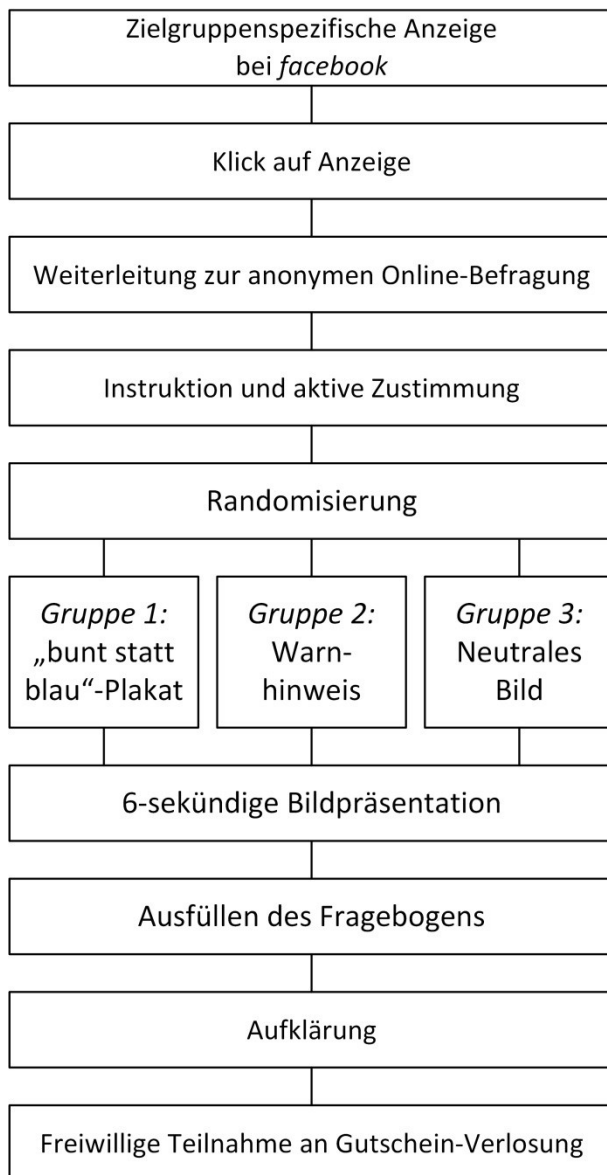 Zielgruppenspezifische Anzeige
bei facebook
Klick auf Anzeige
Weiterleitung zur anonymen Online-Befragung
Instruktion und aktive Zustimmung
Randomisierung
Gruppe 1:
„bunt statt
blau“-Plakat
Gruppe 2:
Warn-
hinweis
Gruppe 3:
Neutrales
Bild
6-sekündige Bildpräsentation
Ausfüllen des Fragebogens
Aufklärung
Freiwillige Teilnahme an Gutschein-Verlosung